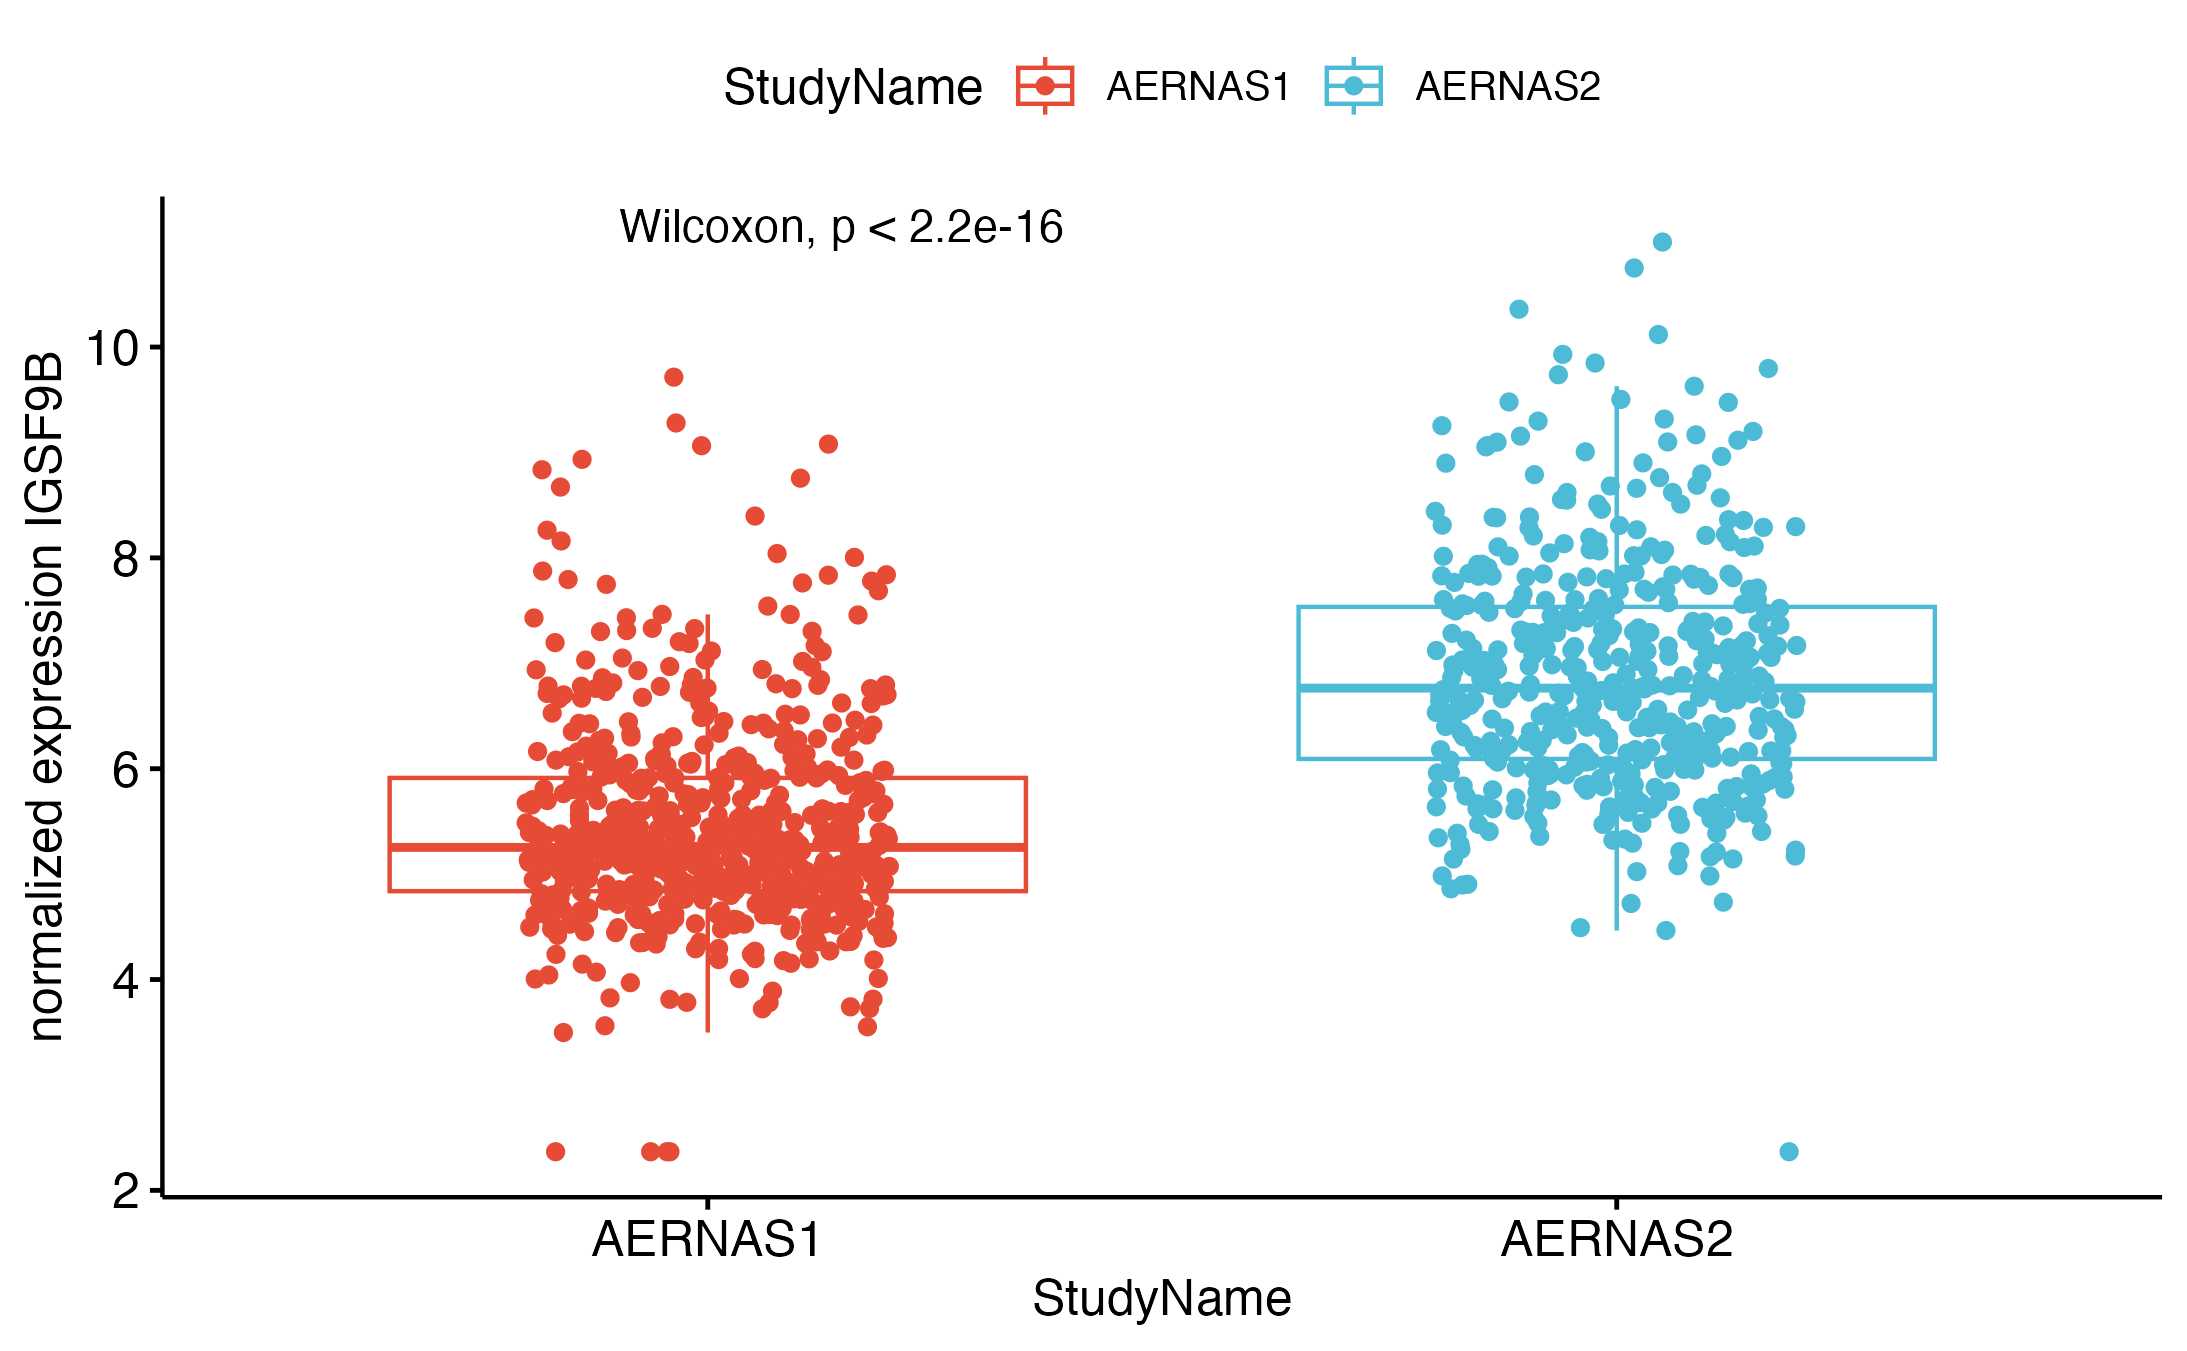 StudyName AERNAS1 AERNAS2
Wilcoxon, p < 2.2e-16
normalized expression IGSF9B
10
8
6
4
2
AERNAS1 AERNAS2
StudyName